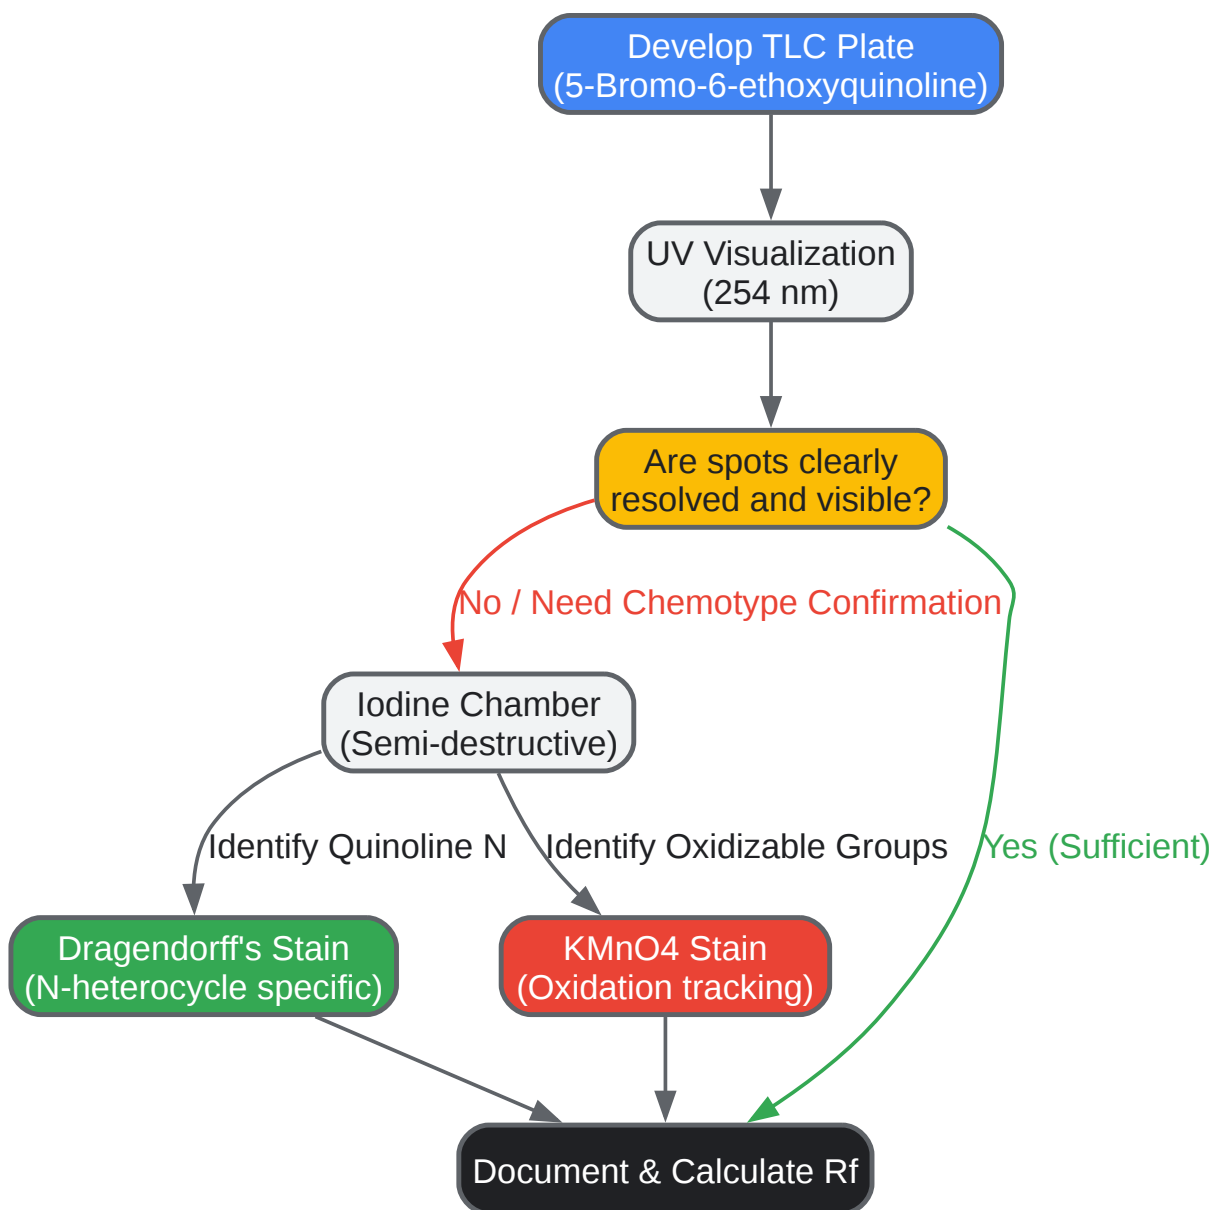 Develop TLC Plate
(5-Bromo-6-ethoxyquinoline)
UV Visualization
(254 nm)
Are spots clearly
resolved and visible?
No / Need Chemotype Confirmation
Iodine Chamber
(Semi-destructive)
Identify Quinoline N
Identify Oxidizable Groups
Yes (Sufficient)
Dragendorff's Stain
(N-heterocycle specific)
KMnO4 Stain
(Oxidation tracking)
Document & Calculate Rf